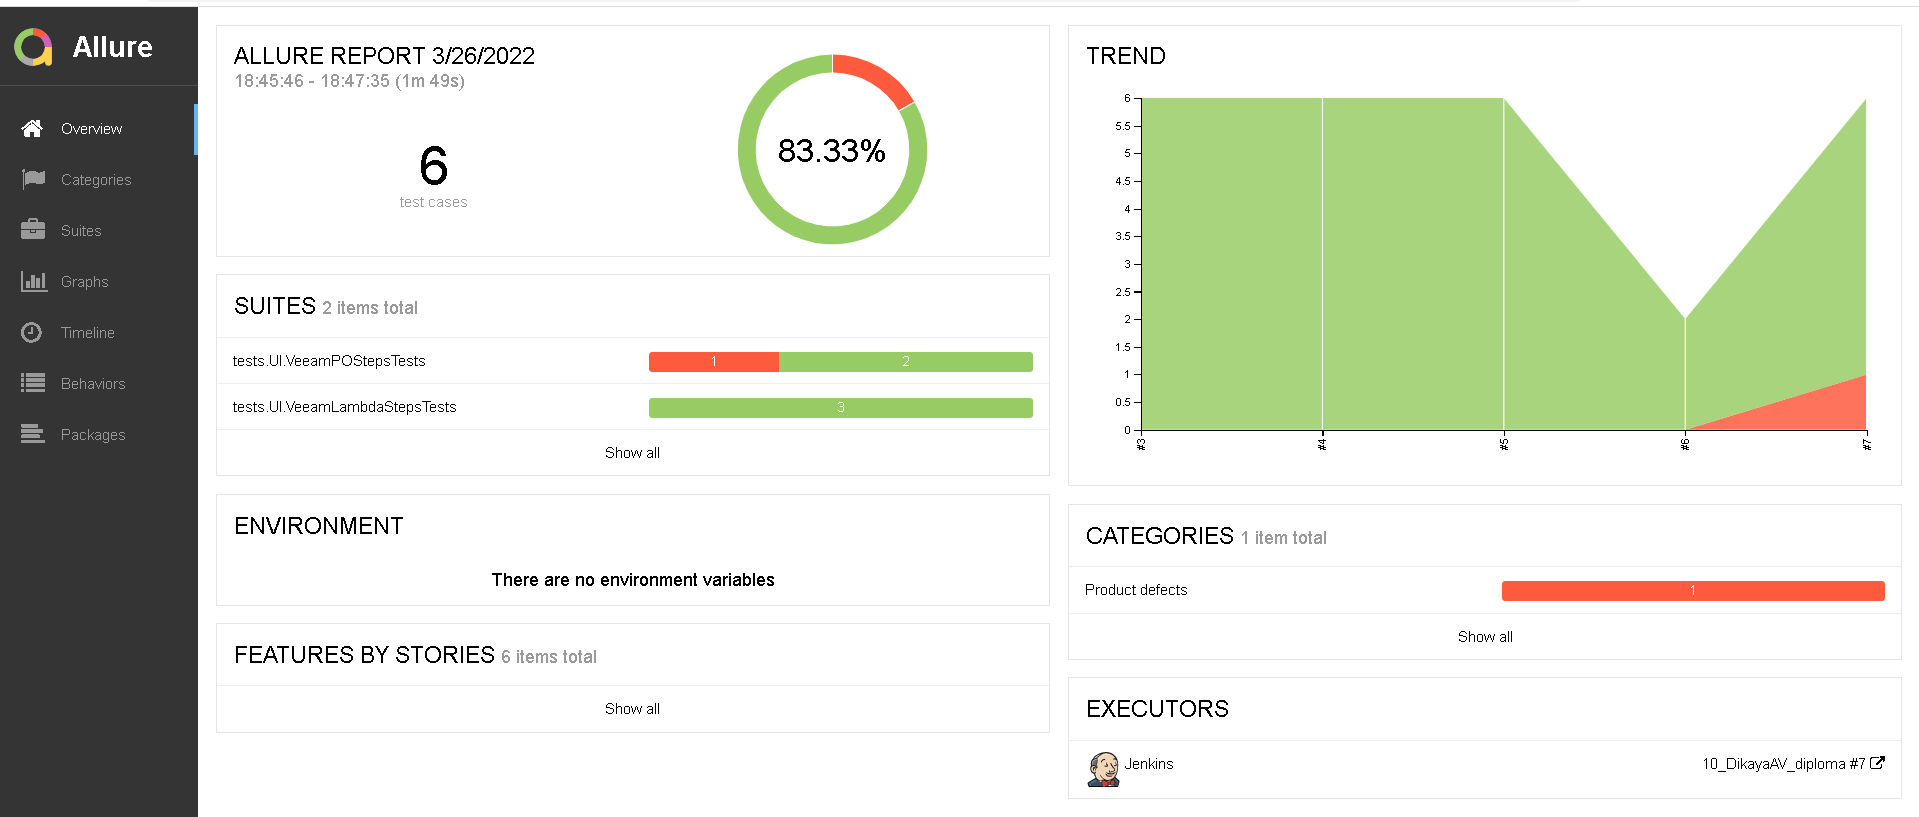 Allure
Overview
Categories
Suites
Graphs
Timeline
Behaviors
Packages
ALLURE REPORT 3/26/2022
18:45:46 - 18:47:35 (1m 49s)
6
test cases
83.33%
SUITES 2 items total
tests.UI.VeeamPOStepsTests 1 2
tests.UI.VeeamLambdaStepsTests 3
Show all
ENVIRONMENT
There are no environment variables
FEATURES BY STORIES 6 items total
Show all
TREND
6
5.5
5
4.5
4
3.5
3
2.5
2
1.5
1
0.5
0
#3 #4 #5 #6 #7
CATEGORIES 1 item total
Product defects 1
Show all
EXECUTORS
Jenkins 10_DikayaAV_diploma #7